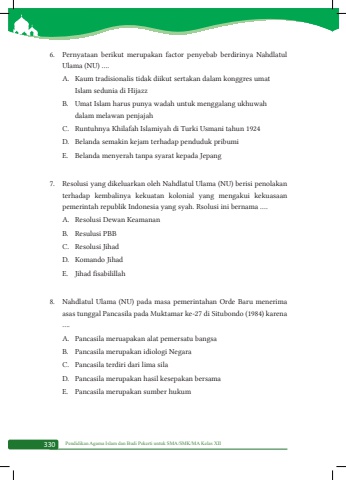 6. Pernyataan berikut merupakan factor penyebab berdirinya Nahdlatul
Ulama (NU) ....
A. Kaum tradisionalis tidak diikut sertakan dalam konggres umat
Islam sedunia di Hijazz
B. Umat Islam harus punya wadah untuk menggalang ukhuwah
dalam melawan penjajah
C. Runtuhnya Khilafah Islamiyah di Turki Usmani tahun 1924
D. Belanda semakin kejam terhadap penduduk pribumi
E. Belanda menyerah tanpa syarat kepada Jepang
7. Resolusi yang dikeluarkan oleh Nahdlatul Ulama (NU) berisi penolakan
terhadap kembalinya kekuatan kolonial yang mengakui kekuasaan
pemerintah republik Indonesia yang syah. Rsolusi ini bernama ....
A. Resolusi Dewan Keamanan
B. Resulusi PBB
C. Resolusi Jihad
D. Komando Jihad
E. Jihad fisabilillah
8. Nahdlatul Ulama (NU) pada masa pemerintahan Orde Baru menerima
asas tunggal Pancasila pada Muktamar ke-27 di Situbondo (1984) karena
....
A. Pancasila meruapakan alat pemersatu bangsa
B. Pancasila merupakan idiologi Negara
C. Pancasila terdiri dari lima sila
D. Pancasila merupakan hasil kesepakan bersama
E. Pancasila merupakan sumber hukum
330 Pendidikan Agama Islam dan Budi Pekerti untuk SMA/SMK/MA Kelas XII